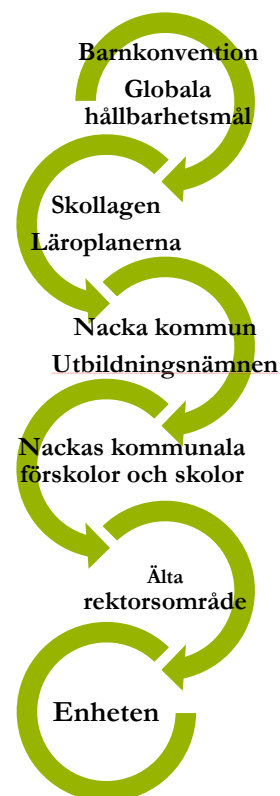 Barnkonvention
Globala
hållbarhetsmål
Skollagen
Läroplanerna
Nacka kommun
Utbildningsnämnen
Nackas kommunala
förskolor och skolor
Älta
rektorsområde
Enheten